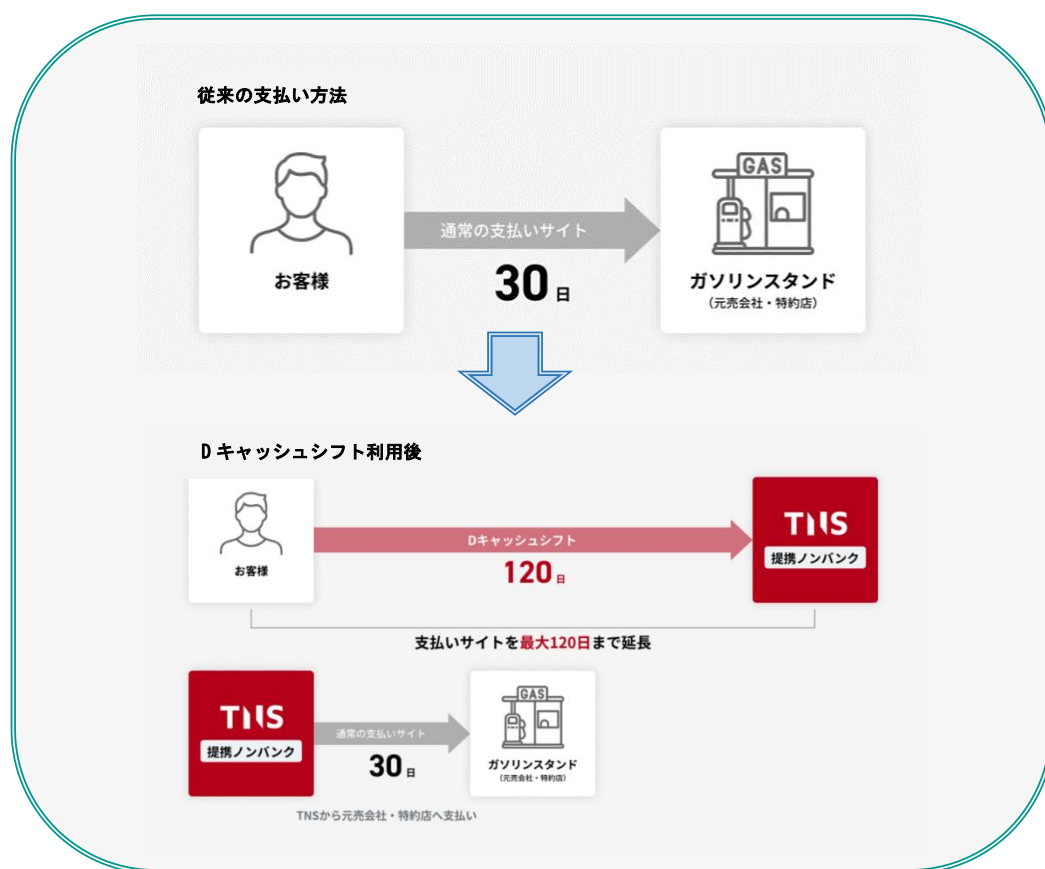 従来の支払い方法
GAS
通常の支払いサイト
30日
お客様
ガソリンスタンド
(元売会社・特約店)
Dキャッシュシフト利用後
お客様
Dキャッシュシフト
120日
TNS
提携ノンバンク
支払いサイトを最大120日まで延長
TNS
提携ノンバンク
通常の支払いサイト
30日
GAS
ガソリンスタンド
(元売会社・特約店)
TNSから元売会社・特約店へ支払い